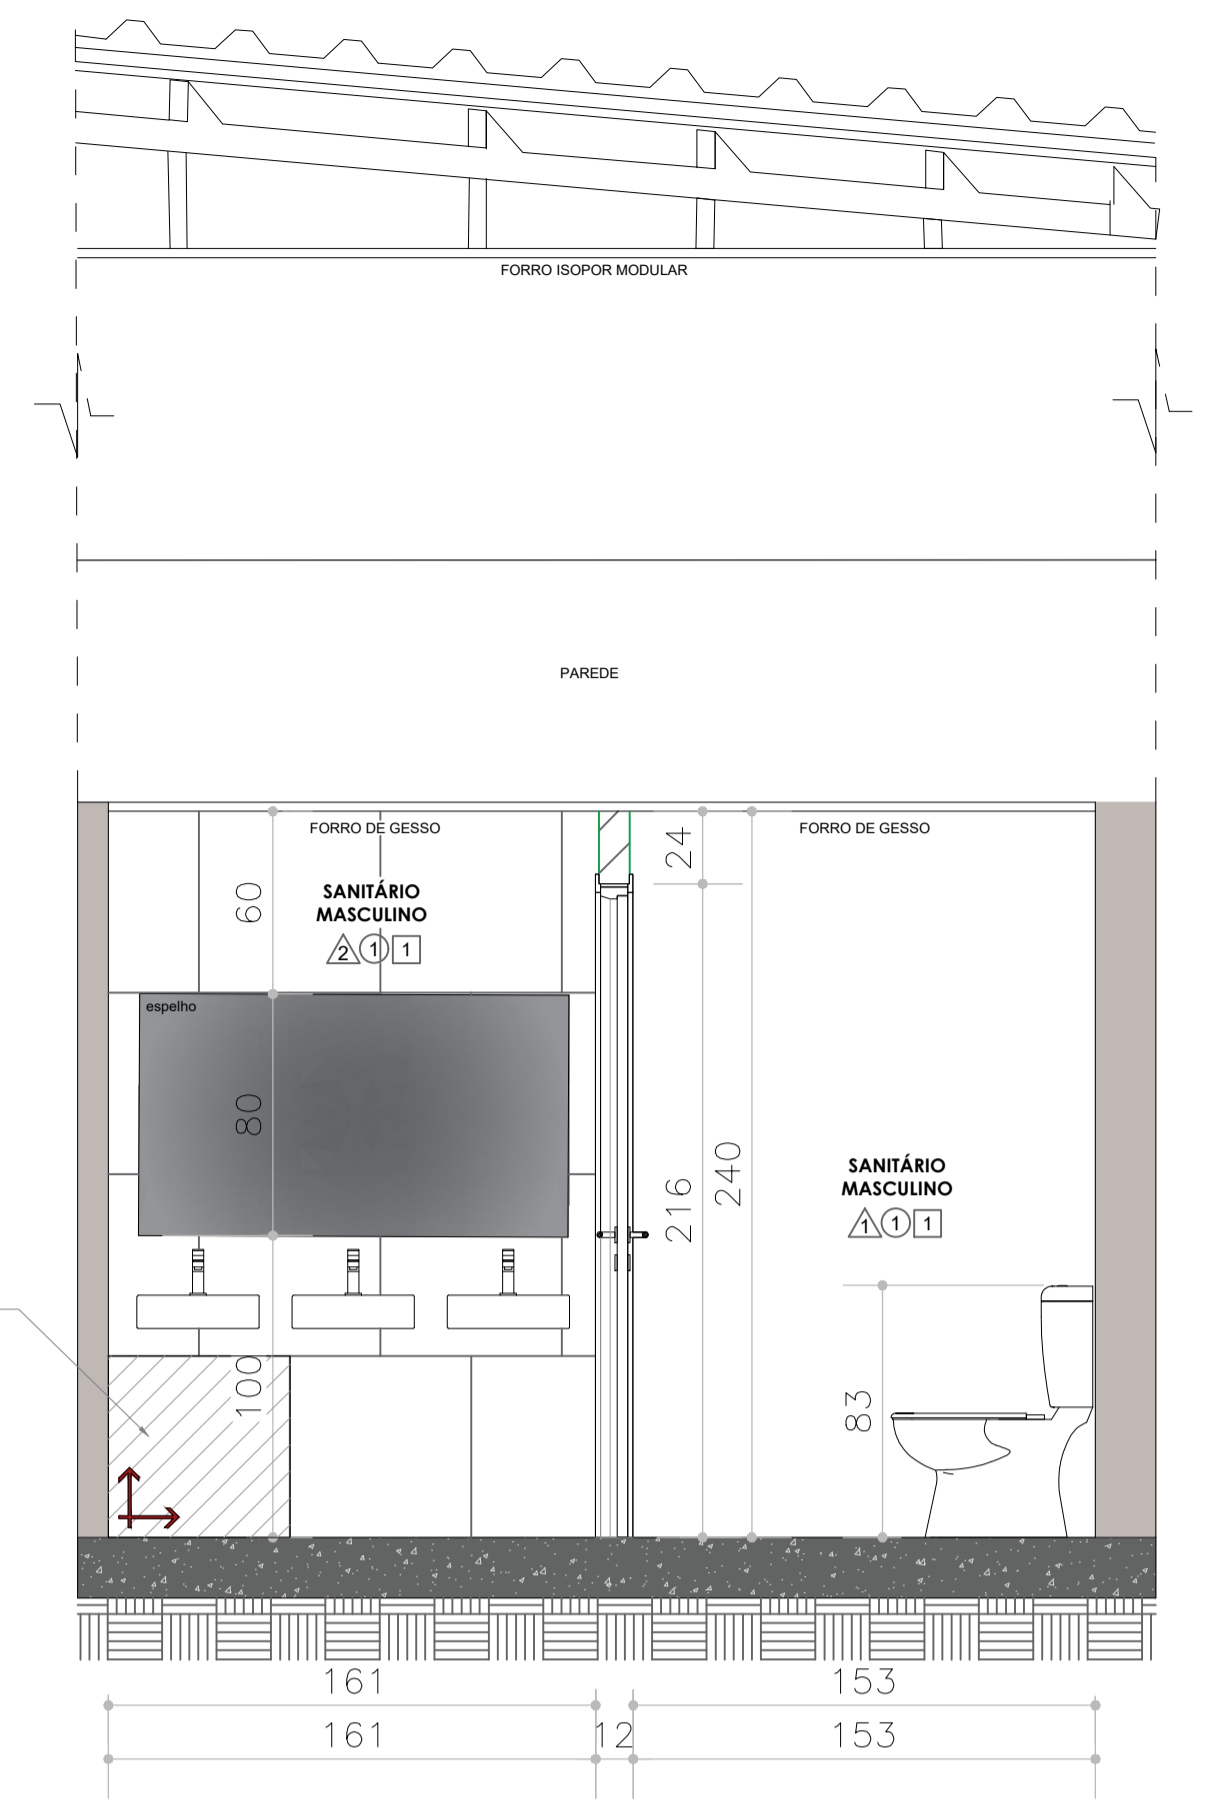 FORRO ISOPOR MODULAR
PAREDE
FORRO DE GESSO
FORRO DE GESSO
24
60
SANITÁRIO
MASCULINO
2 1 1
espelho
80
216
240
SANITÁRIO
MASCULINO
1 1 1
100
83
161
153
161
12
153